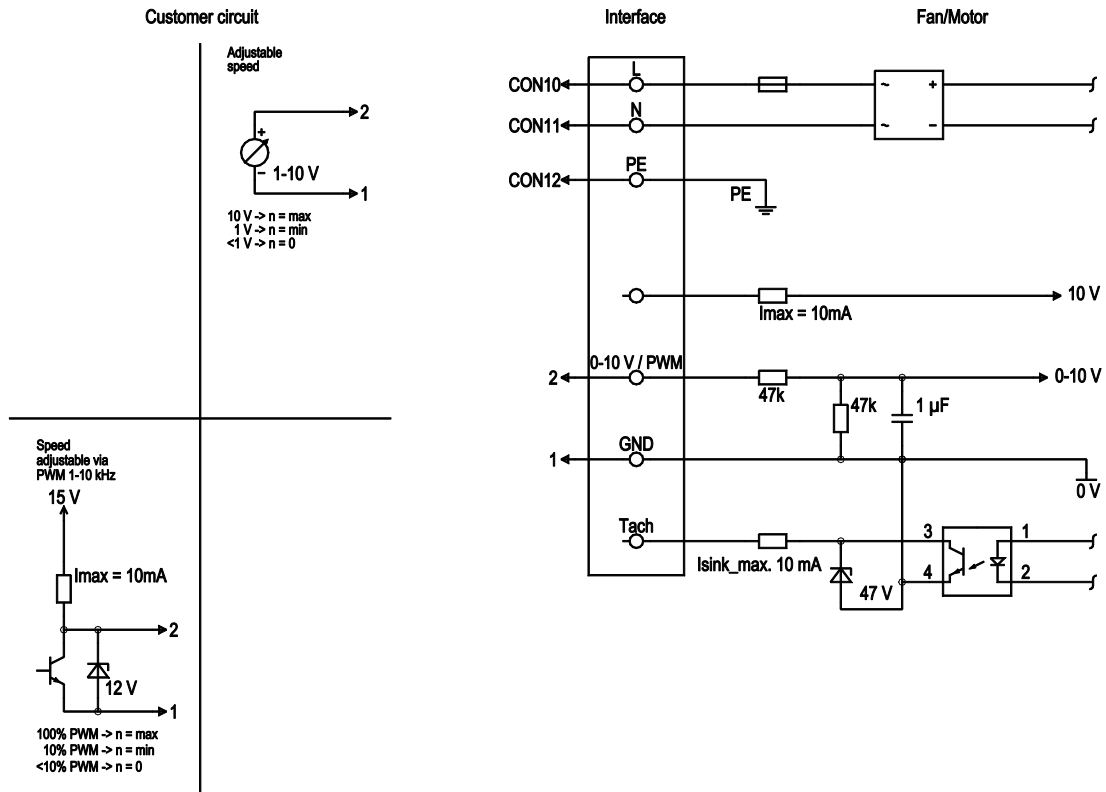 Customer circuit
Interface
Fan/Motor
Adjustable
speed
2
+
– 1-10 V
1
10 V -> n = max
1 V -> n = min
<1 V -> n = 0
L
CON10
~ +
N
CON11
~ –
PE
CON12
PE
10 V
Imax = 10mA
0-10 V / PWM
2
0-10 V
47k
47k
1 µF
GND
1
0 V
Tach
3
1
Isink_max. 10 mA
4
2
47 V
Speed
adjustable via
PWM 1-10 kHz
15 V
Imax = 10mA
2
12 V
1
100% PWM -> n = max
10% PWM -> n = min
<10% PWM -> n = 0